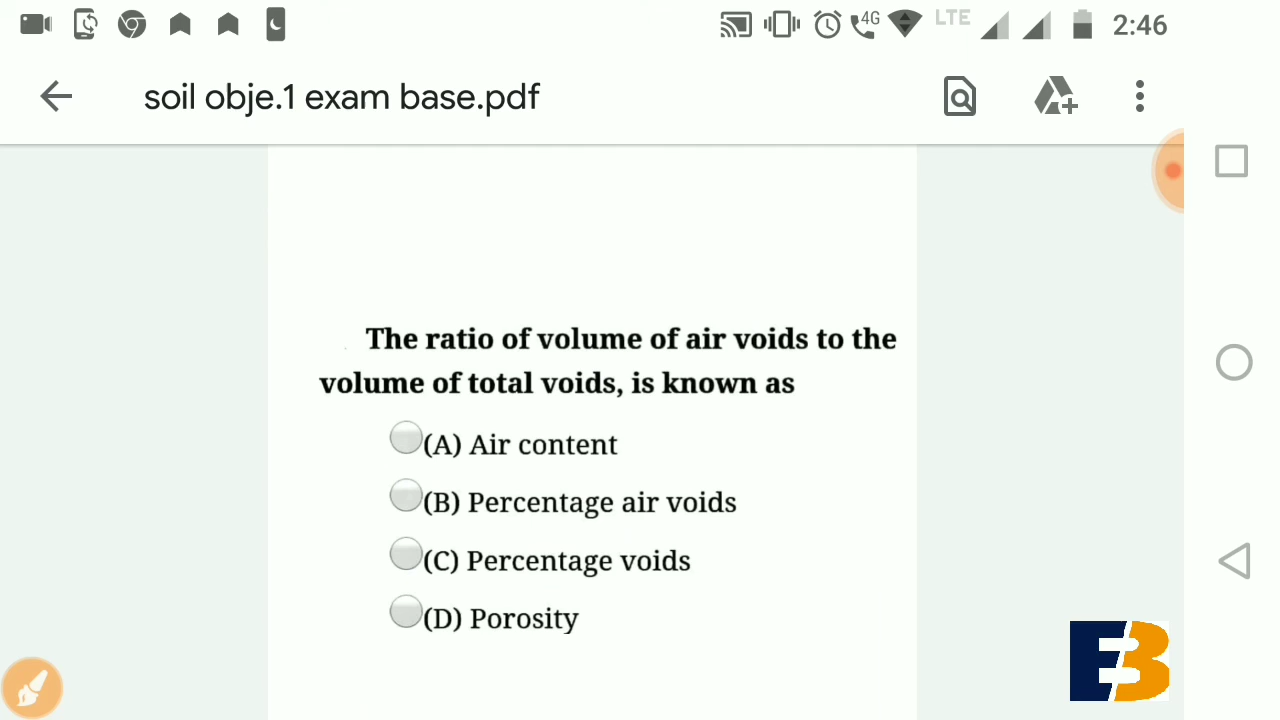 4G LTE 2:46
soil obje.1 exam base.pdf
The ratio of volume of air voids to the
volume of total voids, is known as
(A) Air content
(B) Percentage air voids
(C) Percentage voids
(D) Porosity
EB